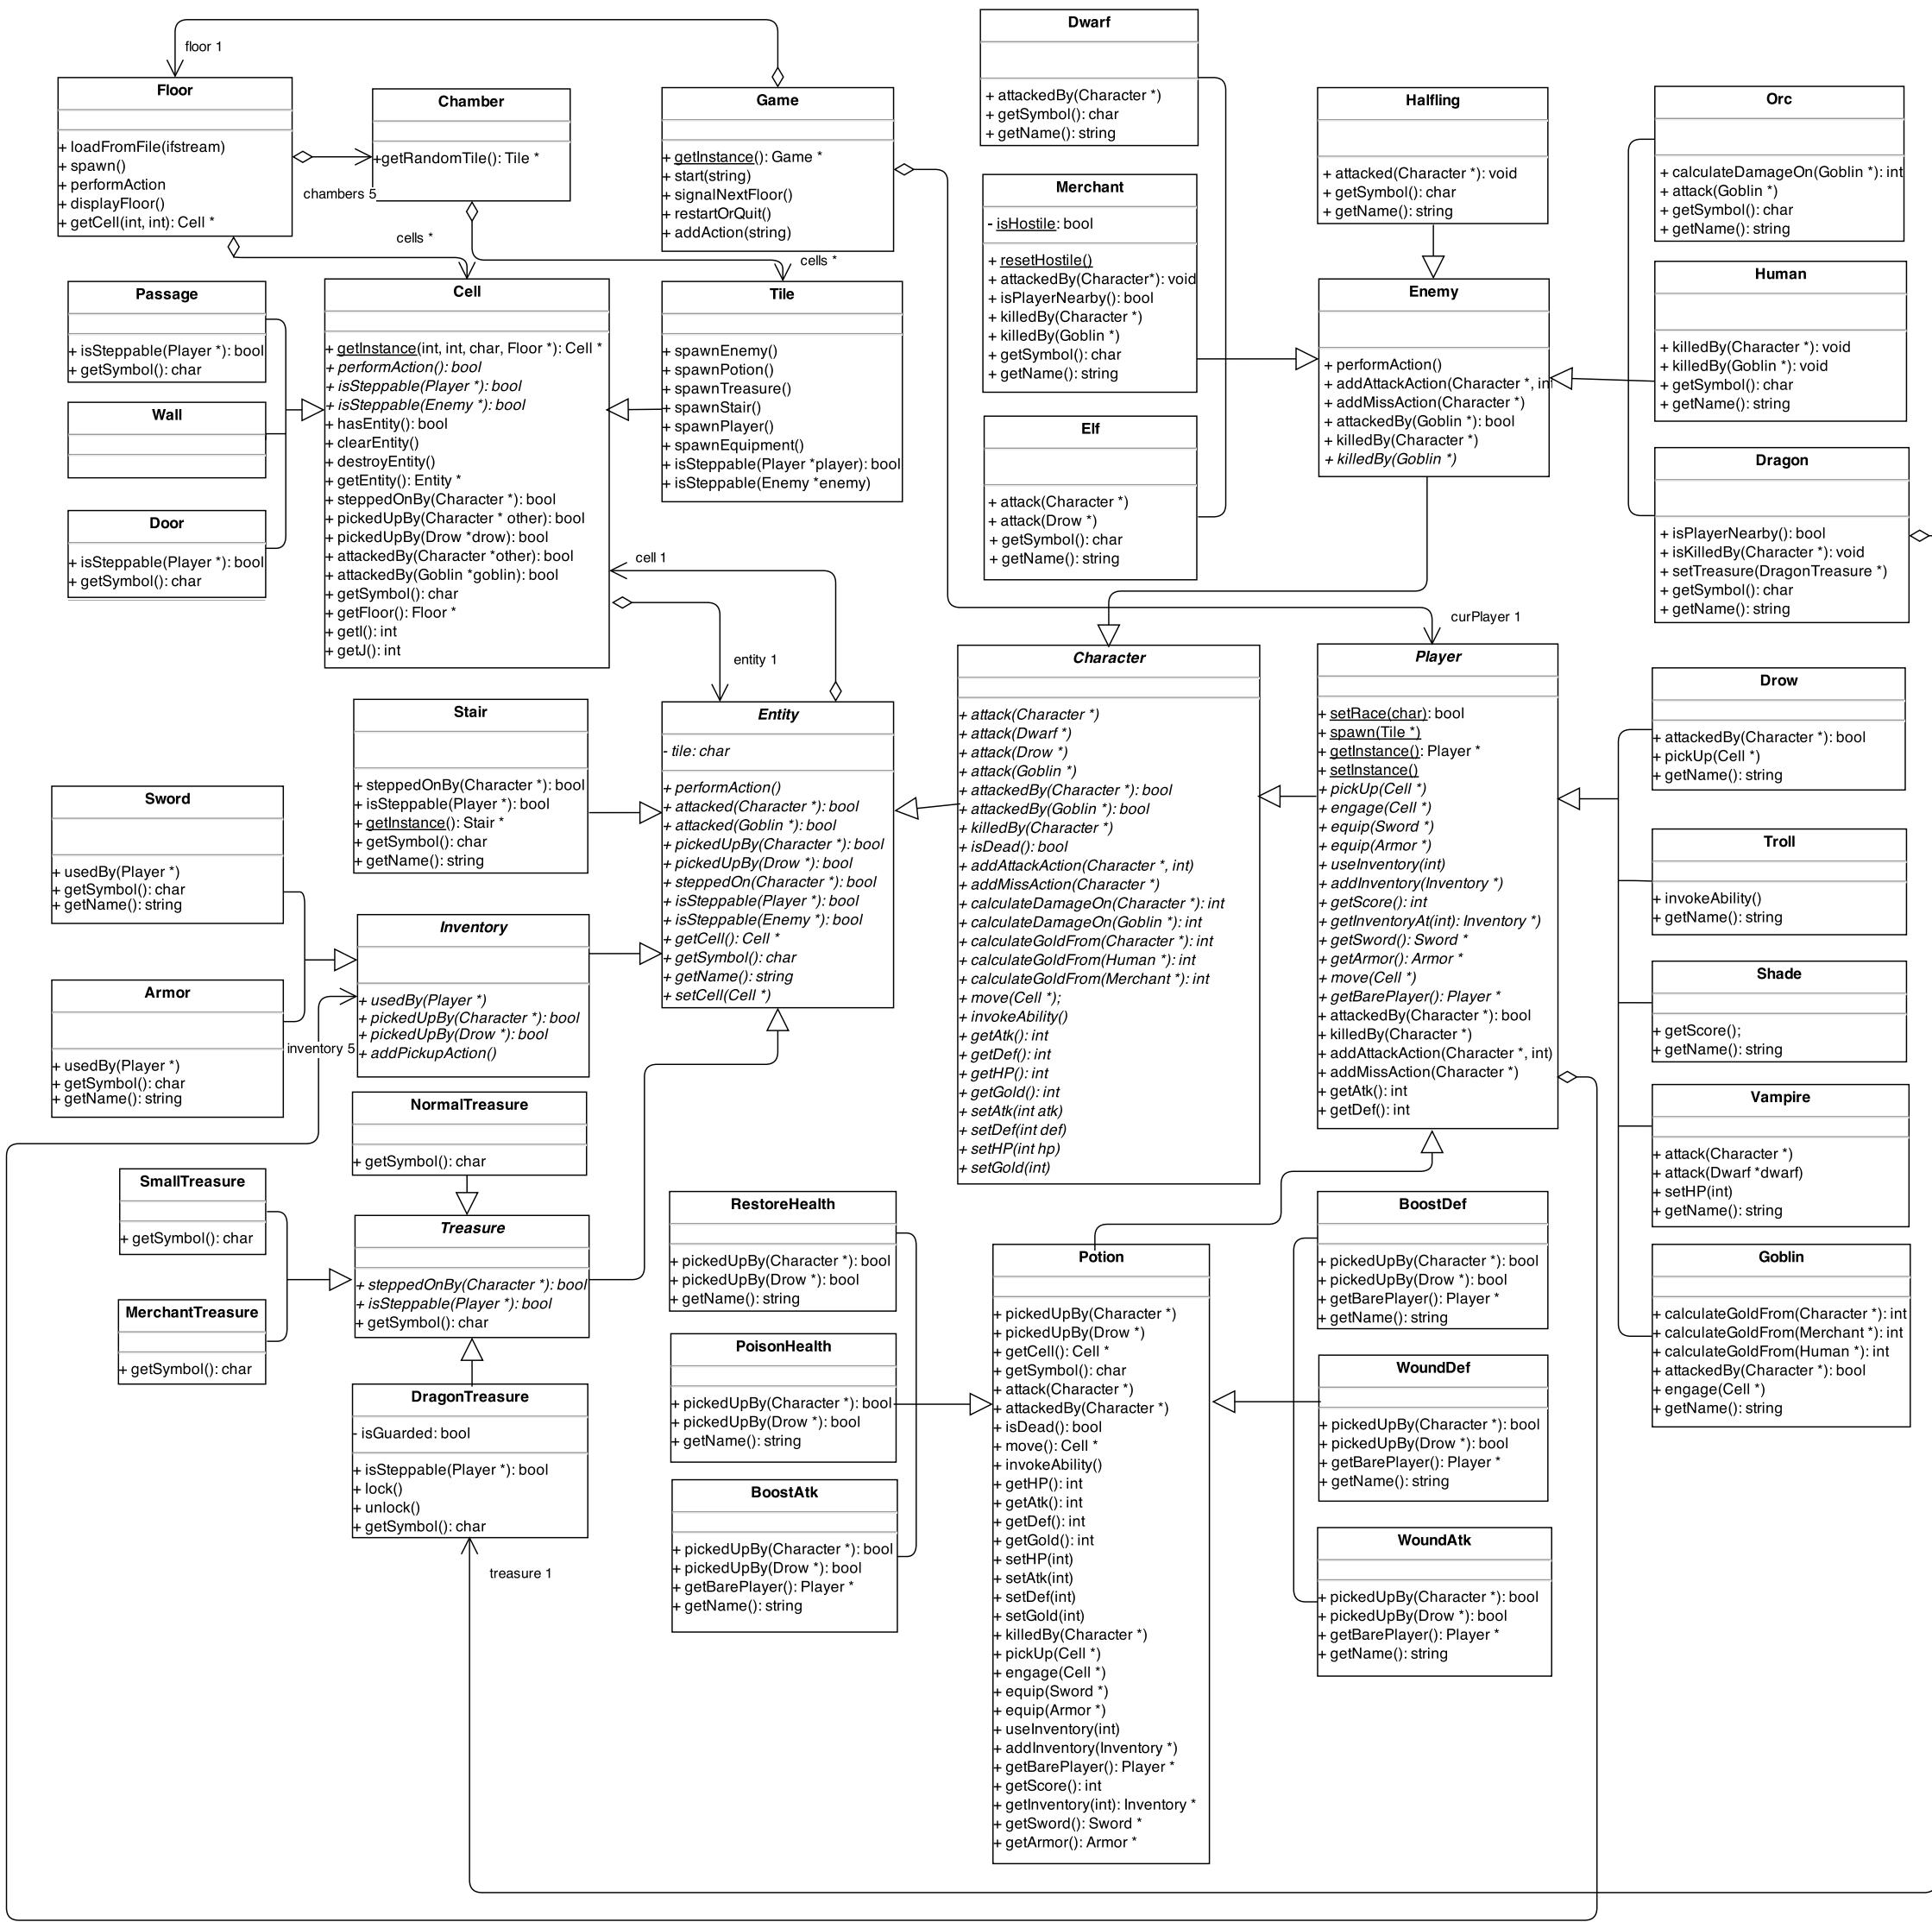 floor 1
Floor
+ loadFromFile(ifstream)
+ spawn()
+ performAction
+ displayFloor()
+ getCell(int, int): Cell *
chambers 5
Chamber
+getRandomTile(): Tile *
cells *
cells *
Game
+ getInstance(): Game *
+ start(string)
+ signalNextFloor()
+ restartOrQuit()
+ addAction(string)
Dwarf
+ attackedBy(Character *)
+ getSymbol(): char
+ getName(): string
Merchant
- isHostile: bool
+ resetHostile()
+ attackedBy(Character*): void
+ isPlayerNearby(): bool
+ killedBy(Character *)
+ killedBy(Goblin *)
+ getSymbol(): char
+ getName(): string
Elf
+ attack(Character *)
+ attack(Drow *)
+ getSymbol(): char
+ getName(): string
Halfling
+ attacked(Character *): void
+ getSymbol(): char
+ getName(): string
Enemy
+ performAction()
+ addAttackAction(Character *, int
+ addMissAction(Character *)
+ attackedBy(Goblin *): bool
+ killedBy(Character *)
+ killedBy(Goblin *)
Orc
+ calculateDamageOn(Goblin *): int
+ attack(Goblin *)
+ getSymbol(): char
+ getName(): string
Human
+ killedBy(Character *): void
+ killedBy(Goblin *): void
+ getSymbol(): char
+ getName(): string
Dragon
+ isPlayerNearby(): bool
+ isKilledBy(Character *): void
+ setTreasure(DragonTreasure *)
+ getSymbol(): char
+ getName(): string
Passage
+ isSteppable(Player *): bool
+ getSymbol(): char
Wall
Door
+ isSteppable(Player *): bool
+ getSymbol(): char
Cell
+ getInstance(int, int, char, Floor *): Cell *
+ performAction(): bool
+ isSteppable(Player *): bool
+ isSteppable(Enemy *): bool
+ hasEntity(): bool
+ clearEntity()
+ destroyEntity()
+ getEntity(): Entity *
+ steppedOnBy(Character *): bool
+ pickedUpBy(Character * other): bool
+ pickedUpBy(Drow *drow): bool
+ attackedBy(Character *other): bool
+ attackedBy(Goblin *goblin): bool
+ getSymbol(): char
+ getFloor(): Floor *
+ getI(): int
+ getJ(): int
Tile
+ spawnEnemy()
+ spawnPotion()
+ spawnTreasure()
+ spawnStair()
+ spawnPlayer()
+ spawnEquipment()
+ isSteppable(Player *player): bool
+ isSteppable(Enemy *enemy)
cell 1
entity 1
curPlayer 1
Stair
+ steppedOnBy(Character *): bool
+ isSteppable(Player *): bool
+ getInstance(): Stair *
+ getSymbol(): char
+ getName(): string
Entity
- tile: char
+ performAction()
+ attacked(Character *): bool
+ attacked(Goblin *): bool
+ pickedUpBy(Character *): bool
+ pickedUpBy(Drow *): bool
+ steppedOn(Character *): bool
+ isSteppable(Player *): bool
+ isSteppable(Enemy *): bool
+ getCell(): Cell *
+ getSymbol(): char
+ getName(): string
+ setCell(Cell *)
Character
+ attack(Character *)
+ attack(Dwarf *)
+ attack(Drow *)
+ attack(Goblin *)
+ attackedBy(Character *): bool
+ attackedBy(Goblin *): bool
+ killedBy(Character *)
+ isDead(): bool
+ addAttackAction(Character *, int)
+ addMissAction(Character *)
+ calculateDamageOn(Character *): int
+ calculateDamageOn(Goblin *): int
+ calculateGoldFrom(Character *): int
+ calculateGoldFrom(Human *): int
+ calculateGoldFrom(Merchant *): int
+ move(Cell *);
+ invokeAbility()
+ getAtk(): int
+ getDef(): int
+ getHP(): int
+ getGold(): int
+ setAtk(int atk)
+ setDef(int def)
+ setHP(int hp)
+ setGold(int)
Player
+ setRace(char): bool
+ spawn(Tile *)
+ getInstance(): Player *
+ setInstance()
+ pickUp(Cell *)
+ engage(Cell *)
+ equip(Sword *)
+ equip(Armor *)
+ useInventory(int)
+ addInventory(Inventory *)
+ getScore(): int
+ getInventoryAt(int): Inventory *)
+ getSword(): Sword *
+ getArmor(): Armor *
+ move(Cell *)
+ getBarePlayer(): Player *
+ attackedBy(Character *): bool
+ killedBy(Character *)
+ addAttackAction(Character *, int)
+ addMissAction(Character *)
+ getAtk(): int
+ getDef(): int
Drow
+ attackedBy(Character *): bool
+ pickUp(Cell *)
+ getName(): string
Troll
+ invokeAbility()
+ getName(): string
Shade
+ getScore();
+ getName(): string
Vampire
+ attack(Character *)
+ attack(Dwarf *dwarf)
+ setHP(int)
+ getName(): string
Goblin
+ calculateGoldFrom(Character *): int
+ calculateGoldFrom(Merchant *): int
+ calculateGoldFrom(Human *): int
+ attackedBy(Character *): bool
+ engage(Cell *)
+ getName(): string
Sword
+ usedBy(Player *)
+ getSymbol(): char
+ getName(): string
Armor
+ usedBy(Player *)
+ getSymbol(): char
+ getName(): string
Inventory
+ usedBy(Player *)
+ pickedUpBy(Character *): bool
+ pickedUpBy(Drow *): bool
+ addPickupAction()
inventory 5
NormalTreasure
+ getSymbol(): char
SmallTreasure
+ getSymbol(): char
MerchantTreasure
+ getSymbol(): char
Treasure
+ steppedOnBy(Character *): bool
+ isSteppable(Player *): bool
+ getSymbol(): char
DragonTreasure
- isGuarded: bool
+ isSteppable(Player *): bool
+ lock()
+ unlock()
+ getSymbol(): char
treasure 1
RestoreHealth
+ pickedUpBy(Character *): bool
+ pickedUpBy(Drow *): bool
+ getName(): string
PoisonHealth
+ pickedUpBy(Character *): bool
+ pickedUpBy(Drow *): bool
+ getName(): string
BoostAtk
+ pickedUpBy(Character *): bool
+ pickedUpBy(Drow *): bool
+ getBarePlayer(): Player *
+ getName(): string
Potion
+ pickedUpBy(Character *)
+ pickedUpBy(Drow *)
+ getCell(): Cell *
+ getSymbol(): char
+ attack(Character *)
+ attackedBy(Character *)
+ isDead(): bool
+ move(): Cell *
+ invokeAbility()
+ getHP(): int
+ getAtk(): int
+ getDef(): int
+ getGold(): int
+ setHP(int)
+ setAtk(int)
+ setDef(int)
+ setGold(int)
+ killedBy(Character *)
+ pickUp(Cell *)
+ engage(Cell *)
+ equip(Sword *)
+ equip(Armor *)
+ useInventory(int)
+ addInventory(Inventory *)
+ getBarePlayer(): Player *
+ getScore(): int
+ getInventory(int): Inventory *
+ getSword(): Sword *
+ getArmor(): Armor *
BoostDef
+ pickedUpBy(Character *): bool
+ pickedUpBy(Drow *): bool
+ getBarePlayer(): Player *
+ getName(): string
WoundDef
+ pickedUpBy(Character *): bool
+ pickedUpBy(Drow *): bool
+ getBarePlayer(): Player *
+ getName(): string
WoundAtk
+ pickedUpBy(Character *): bool
+ pickedUpBy(Drow *): bool
+ getBarePlayer(): Player *
+ getName(): string